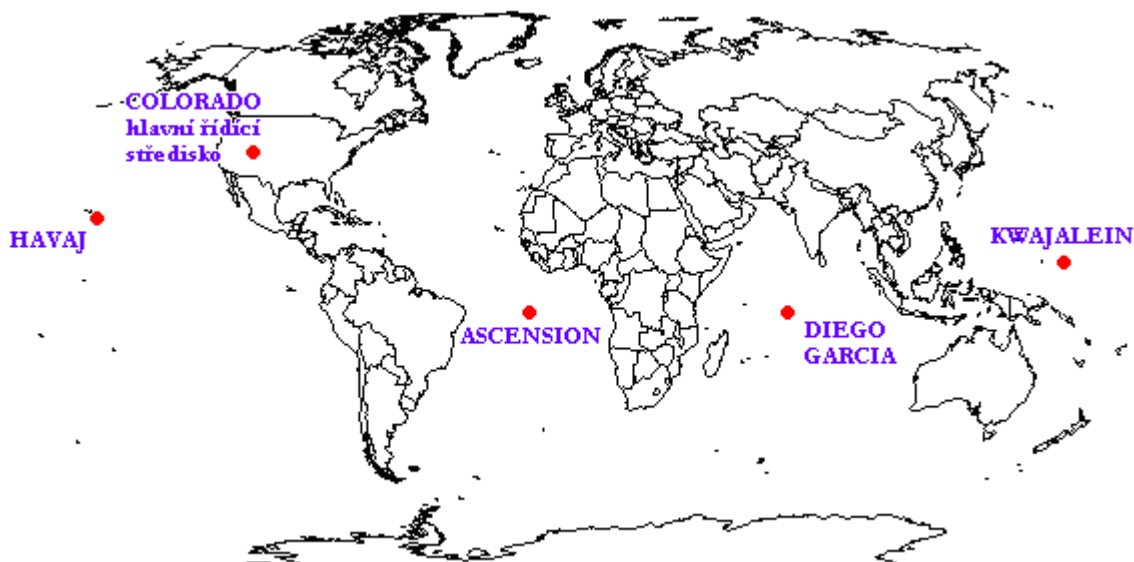 COLORADO
hlavní řídící
středisko
HAVAJ
KWAJALEIN
ASCENSION
DIEGO
GARCIA